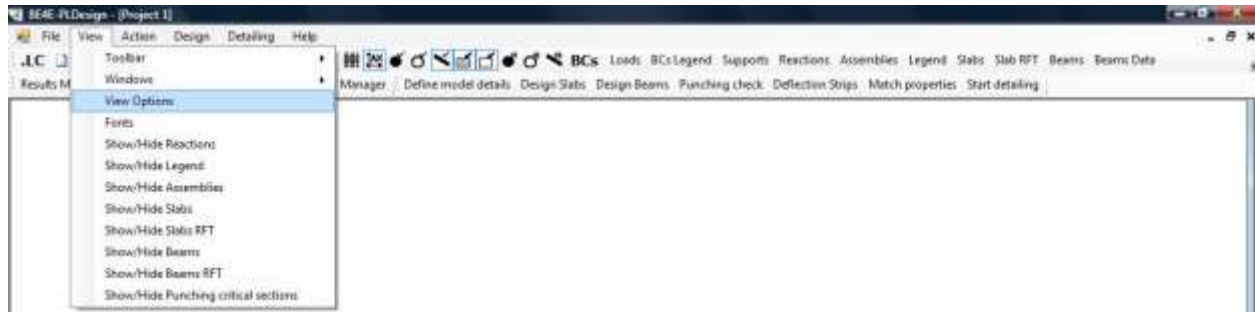 BE4E-PLDesign - [Project 1]
File View Action Design Detailing Help
.LC BCs Loads BCs Legend Supports Reactions Assemblies Legend Slabs Slab RFT Beams Beams Data
Results M Manager Define model details Design Slabs Design Beams Punching check Deflection Strips Match properties Start detailing
Toolbar
Windows
View Options
Fonts
Show/Hide Reactions
Show/Hide Legend
Show/Hide Assemblies
Show/Hide Slabs
Show/Hide Slabs RFT
Show/Hide Beams
Show/Hide Beams RFT
Show/Hide Punching critical sections